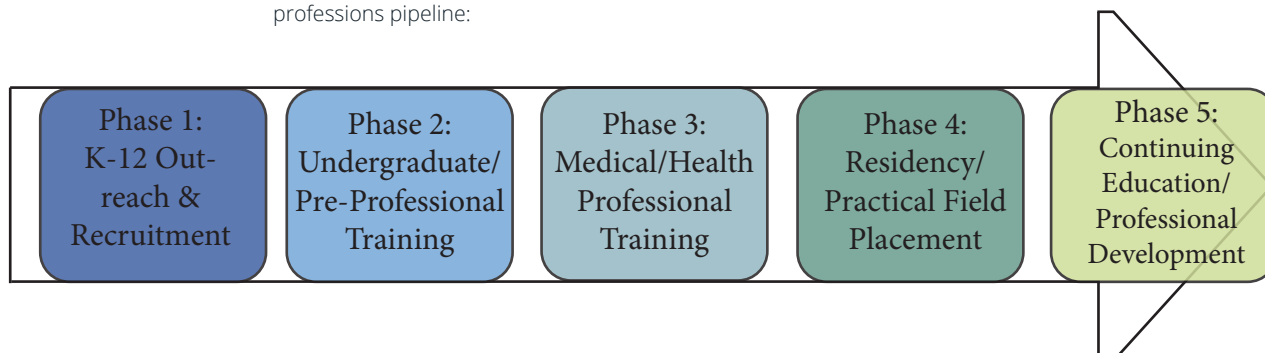 professions pipeline:
Phase 1:
K-12 Out-
reach &
Recruitment
Phase 2:
Undergraduate/
Pre-Professional
Training
Phase 3:
Medical/Health
Professional
Training
Phase 4:
Residency/
Practical Field
Placement
Phase 5:
Continuing
Education/
Professional
Development